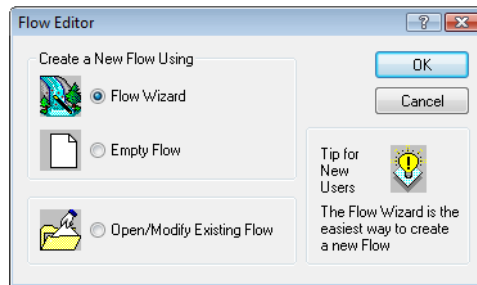 Flow Editor
Create a New Flow Using
Flow Wizard
Empty Flow
Open/Modify Existing Flow
OK
Cancel
Tip for
New
Users
The Flow Wizard is the
easiest way to create
a new Flow